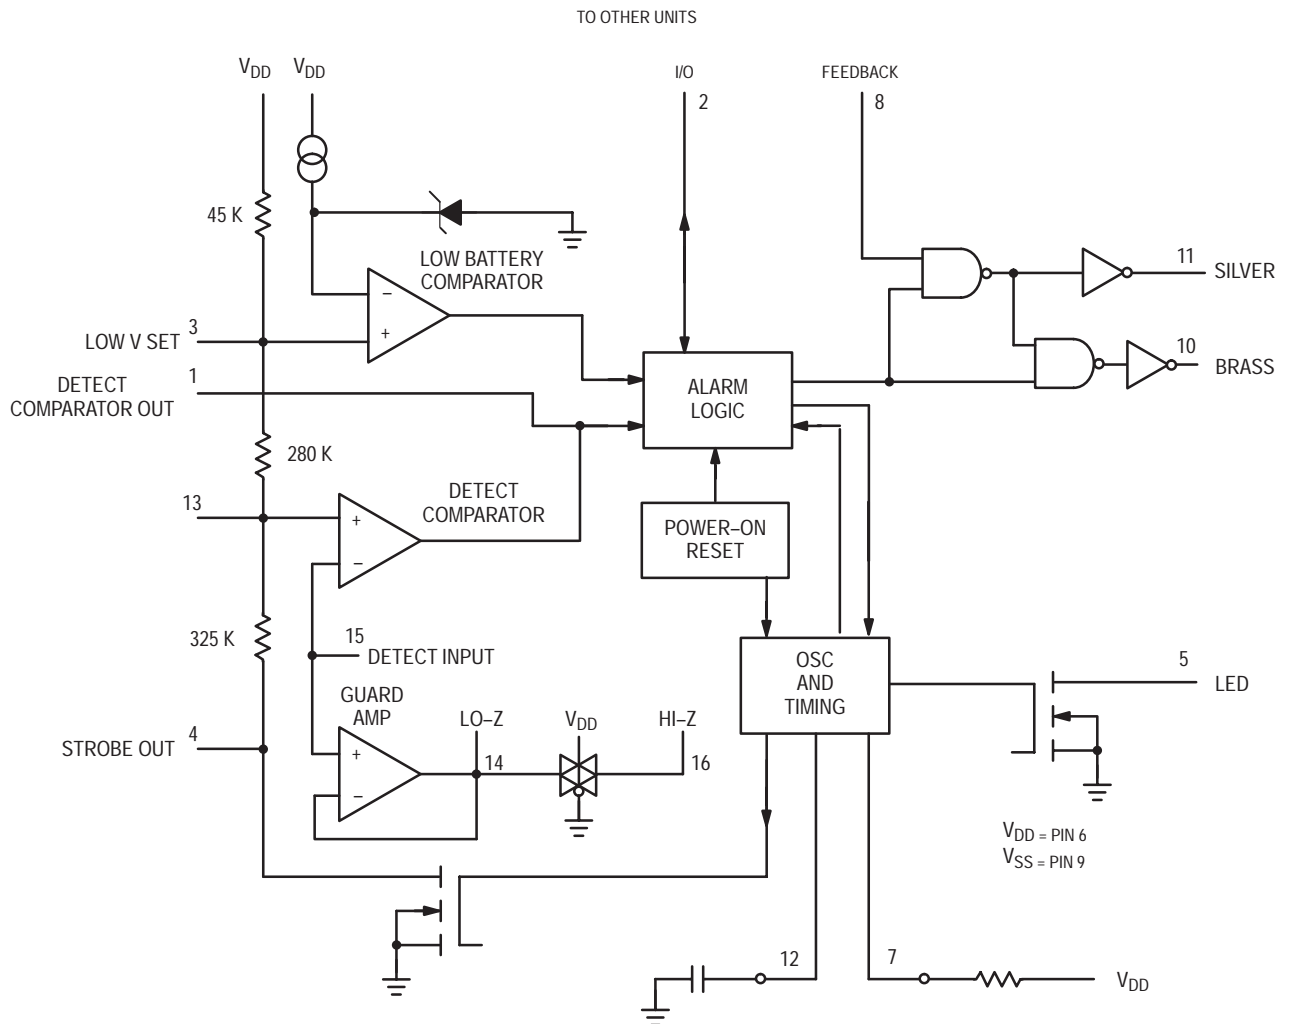 TO OTHER UNITS
VDD VDD
I/O
FEEDBACK
2
8
45 K
LOW BATTERY
COMPARATOR
11
SILVER
−
+
3
LOW V SET
10
BRASS
1
DETECT
COMPARATOR OUT
ALARM
LOGIC
280 K
DETECT
COMPARATOR
13
+
−
POWER–ON
RESET
325 K
15
DETECT INPUT
OSC
AND
TIMING
5
LED
GUARD
AMP
LO–Z
VDD
HI–Z
4
STROBE OUT
+
−
14
16
VDD = PIN 6
VSS = PIN 9
12
7
VDD